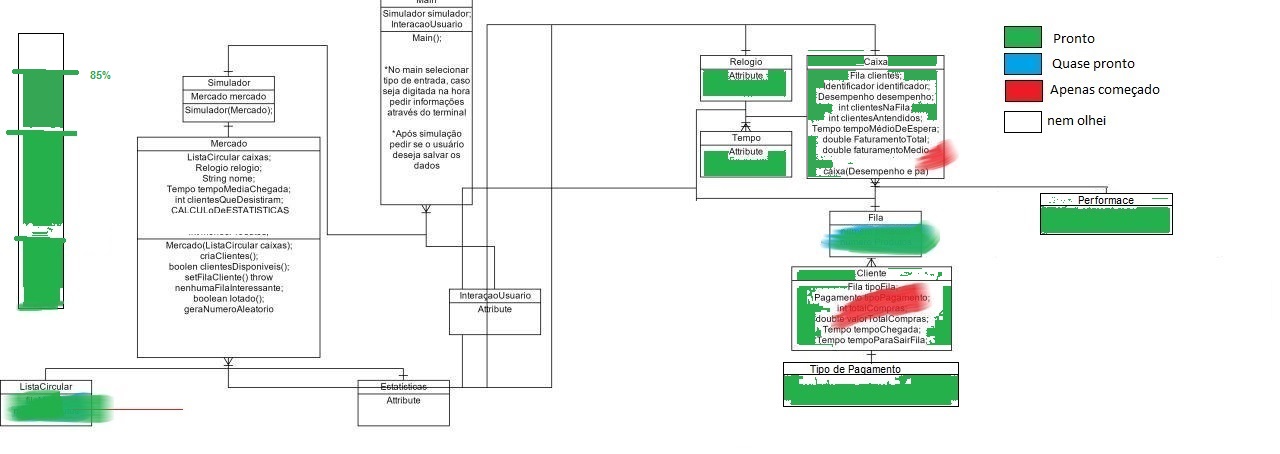 Main
Simulador simulador;
InteracaoUsuario
Main();
*No main selecionar
tipo de entrada, caso
seja digitada na hora
pedir informações
através do terminal
*Após simulação
pedir se o usuário
deseja salvar os
dados
85%
Simulador
Mercado mercado
Simulador(Mercado);
Mercado
ListaCircular caixas;
Relogio relogio;
String nome;
Tempo tempoMediaChegada;
int clientesQueDesistiram;
CALCULoDeESTATISTICAS
Mercado(ListaCircular caixas);
criaClientes();
boolen clientesDisponiveis();
setFilaCliente() throw
nenhumaFilaInteressante;
boolean lotado();
geraNumeroAleatorio
ListaCircular
Estatisticas
Attribute
InteraçaoUsuario
Attribute
Relogio
Attribute
Tempo
Attribute
Caixa
Fila clientes;
Identificador identificador;
Desempenho desempenho;
int clientesNaFila;
int clientesAntendidos;
Tempo tempoMédioDeEspera;
double FaturamentoTotal;
double faturamentoMedio
caixa(Desempenho e pa)
Fila
Cliente
Fila tipoFila;
Pagamento tipoPagamento;
int totalCompras;
double valorTotalCompras;
Tempo tempoChegada;
Tempo tempoParaSairFila;
Tipo de Pagamento
Performace
Pronto
Quase pronto
Apenas começado
nem olhei